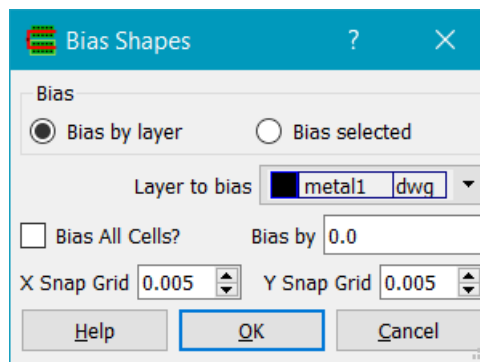 Bias Shapes ?
Bias
Bias by layer Bias selected
Layer to bias metal1 dwg
Bias All Cells? Bias by 0.0
X Snap Grid 0.005 Y Snap Grid 0.005
Help OK Cancel